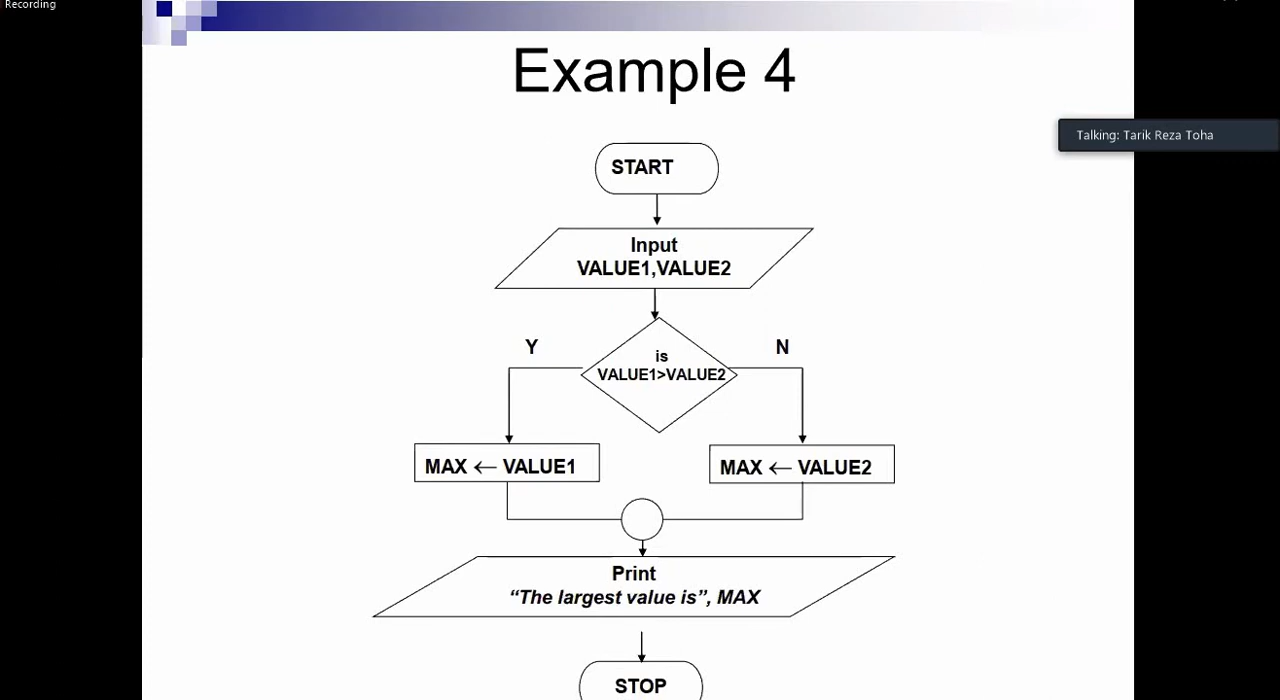 Recording
Example 4
Talking: Tarik Reza Toha
START
Input
VALUE1,VALUE2
Y
N
is
VALUE1>VALUE2
MAX ← VALUE1
MAX ← VALUE2
Print
“The largest value is”, MAX
STOP